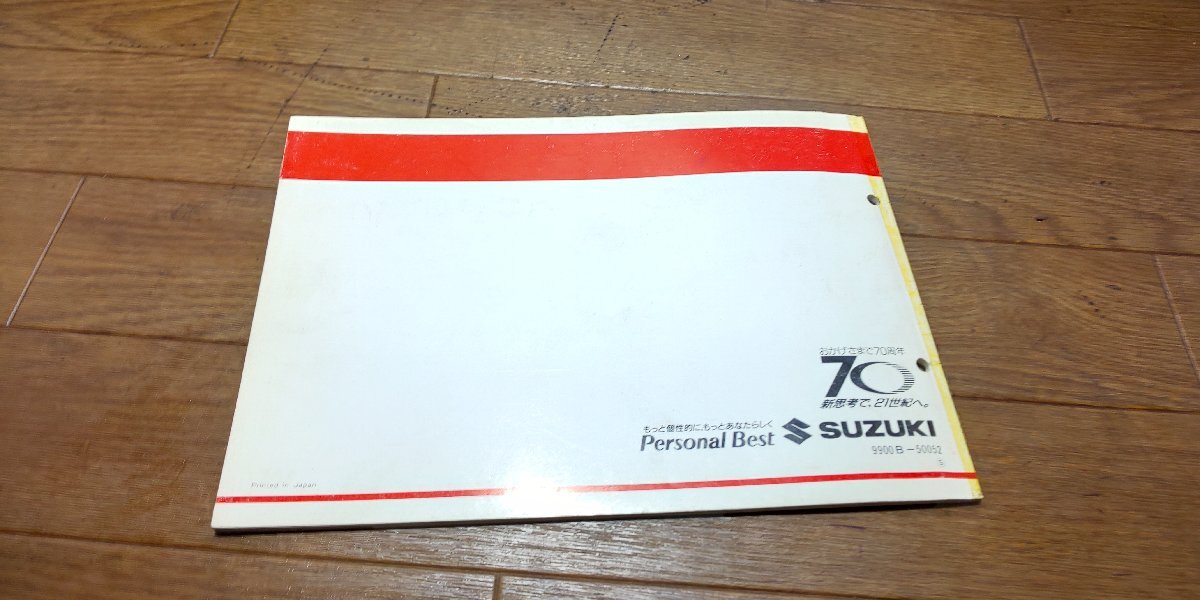 おかげさまで70周年
70
新思考で、21世紀へ。
もっと個性的に、もっとあなたらしく
Personal Best
SUZUKI
9900B-50052
Printed in Japan